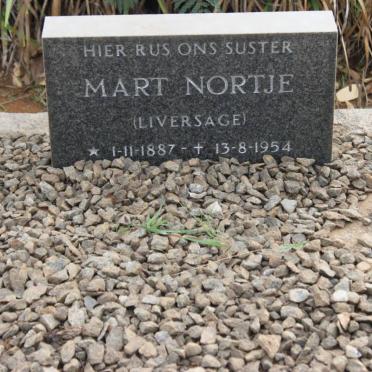 HIER RUS ONS SUSTER
MART NORTJE
(LIVERSAGE)
★ 1-11-1887 - + 13-8-1954